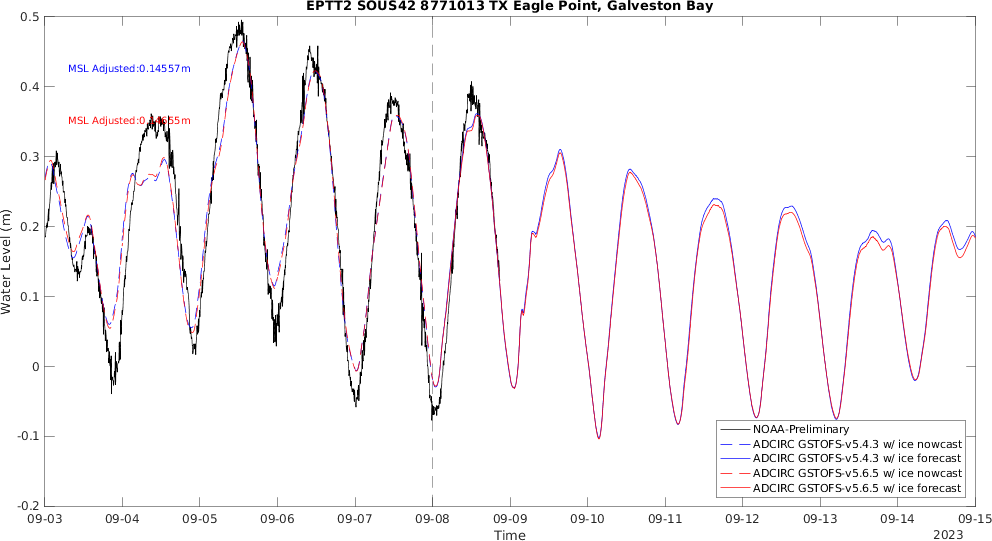 EPTT2 SOUS42 8771013 TX Eagle Point, Galveston Bay
0.5
0.4
0.3
0.2
0.1
0
-0.1
-0.2
Water Level (m)
MSL Adjusted:0.14557m
MSL Adjusted:0.14655m
NOAA-Preliminary
ADCIRC GSTOFS-v5.4.3 w/ ice nowcast
ADCIRC GSTOFS-v5.4.3 w/ ice forecast
ADCIRC GSTOFS-v5.6.5 w/ ice nowcast
ADCIRC GSTOFS-v5.6.5 w/ ice forecast
09-03 09-04 09-05 09-06 09-07 09-08 09-09 09-10 09-11 09-12 09-13 09-14 09-15
Time
2023